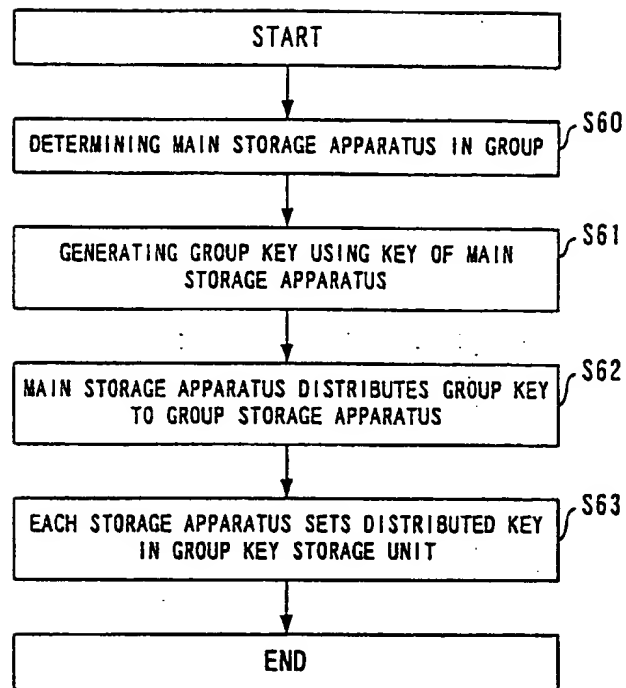 START
DETERMINING MAIN STORAGE APPARATUS IN GROUP
S60
GENERATING GROUP KEY USING KEY OF MAIN
STORAGE APPARATUS
S61
MAIN STORAGE APPARATUS DISTRIBUTES GROUP KEY
TO GROUP STORAGE APPARATUS
S62
EACH STORAGE APPARATUS SETS DISTRIBUTED KEY
IN GROUP KEY STORAGE UNIT
S63
END